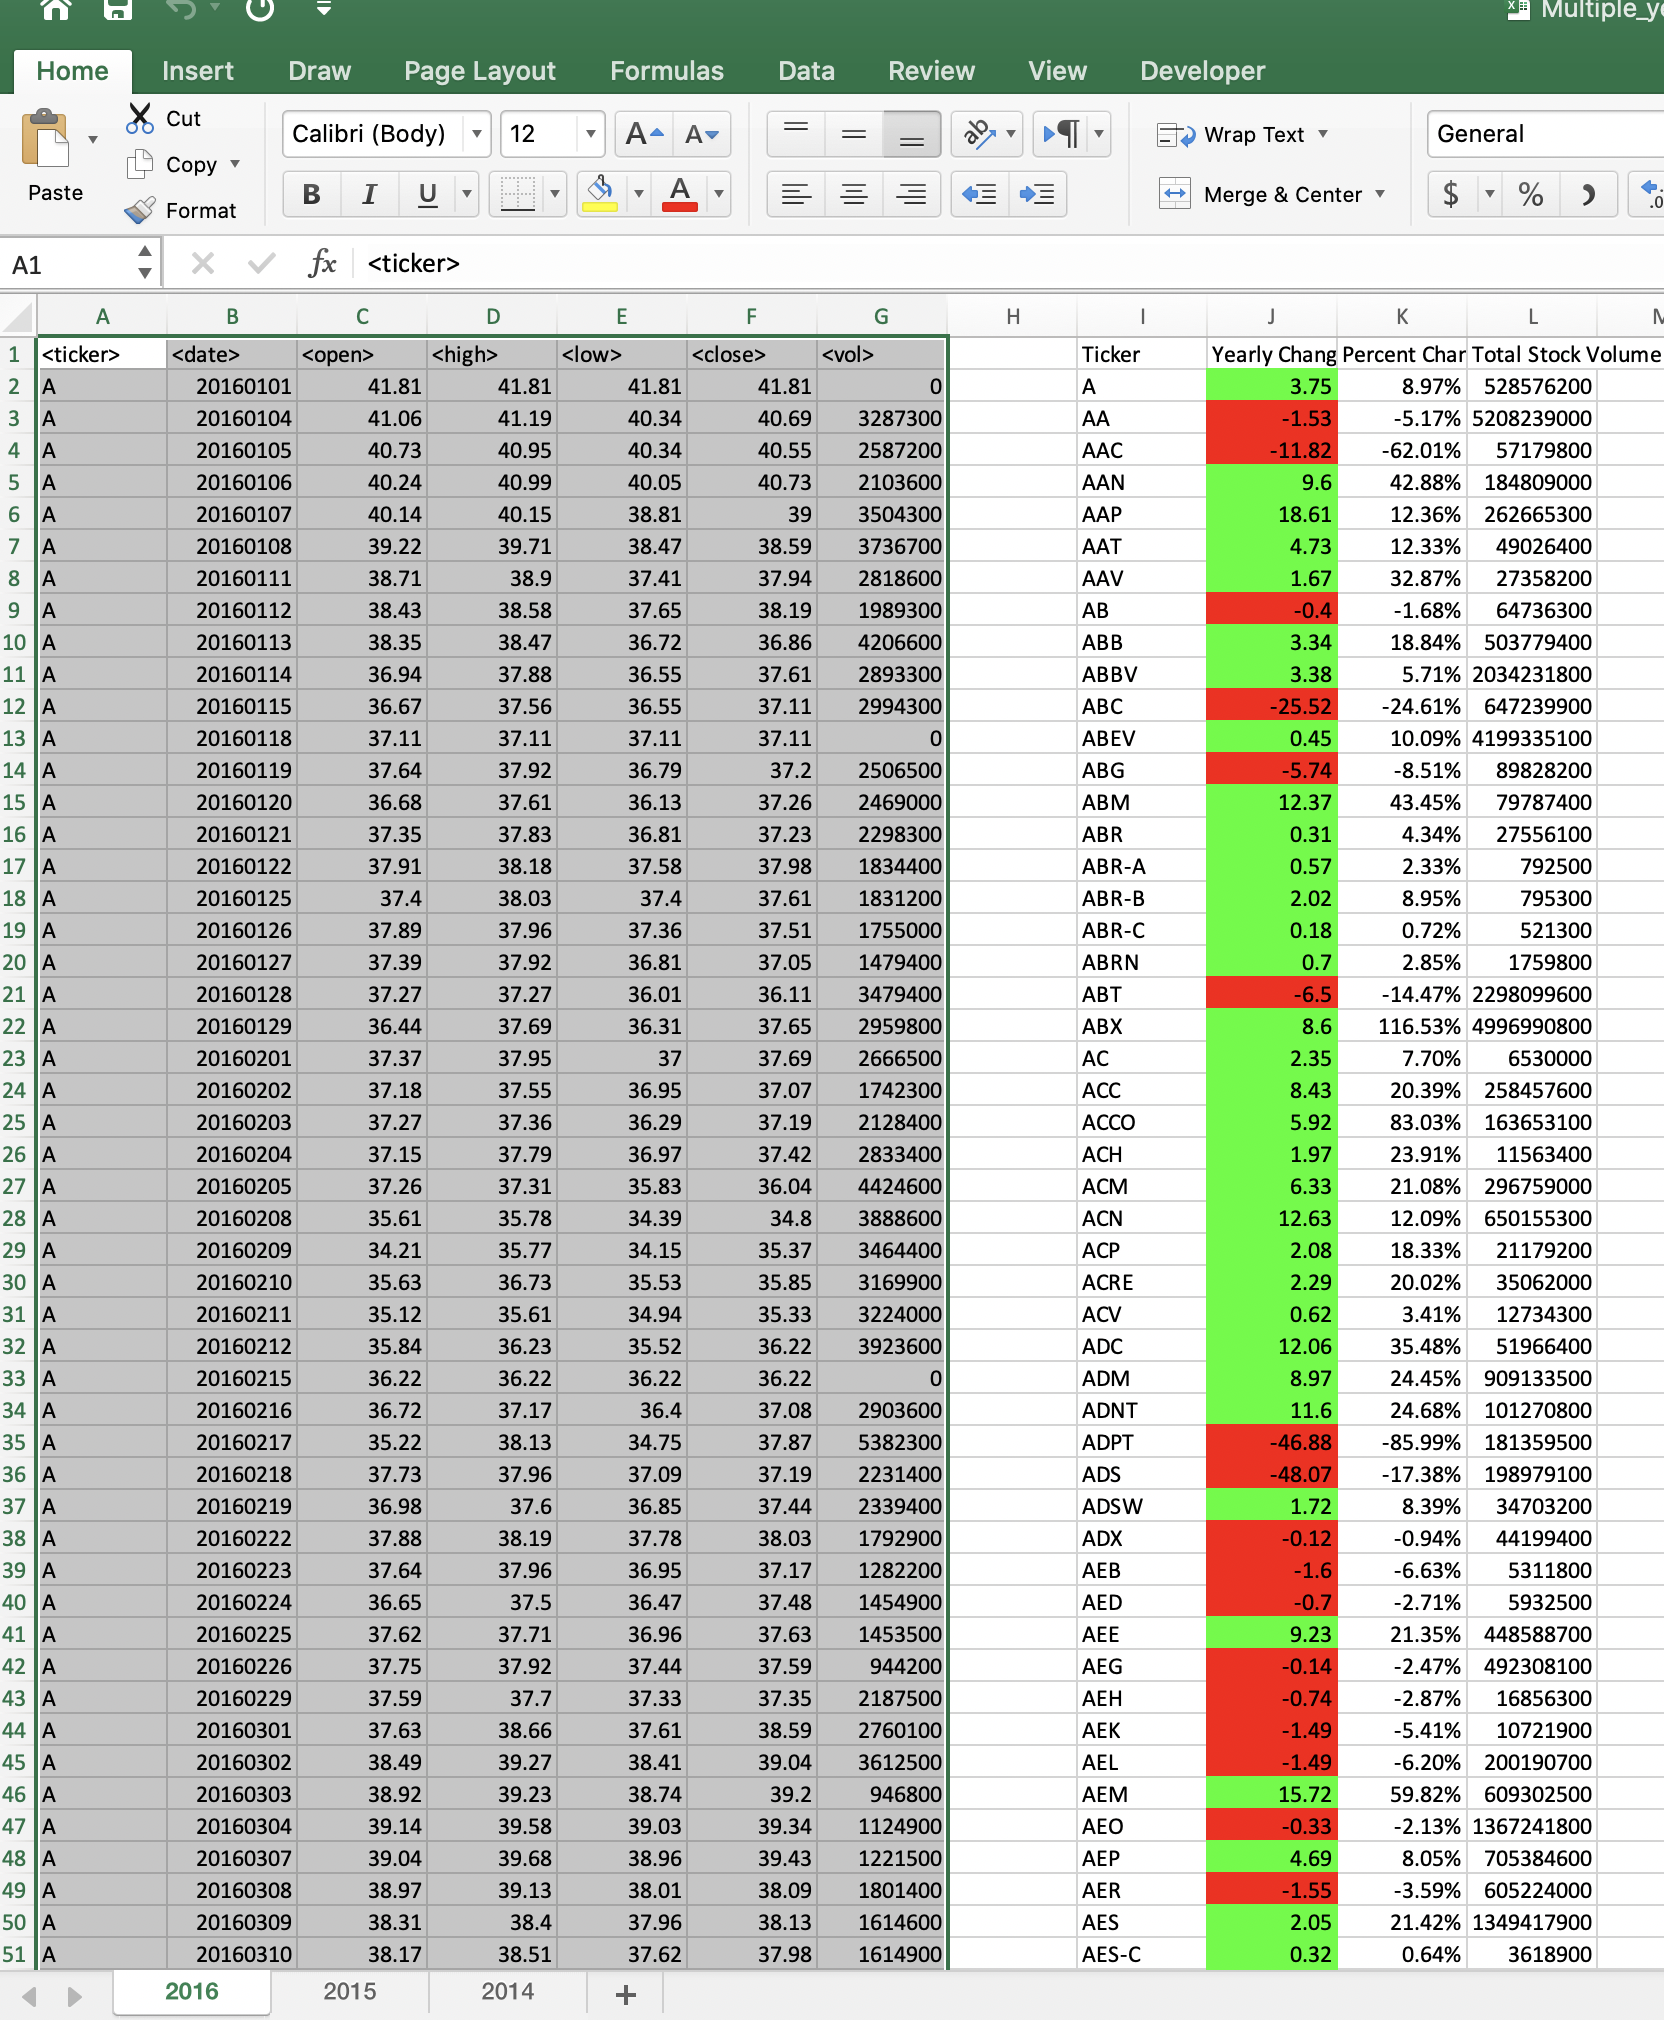 Multiple_ye
Home Insert Draw Page Layout Formulas Data Review View Developer
Paste
Cut
Copy
Format
Calibri (Body) 12 A A
B I U A
ab
Wrap Text
Merge & Center
General
$ % .0
A1 fx <ticker>
A B C D E F G H I J K L
1 <ticker> <date> <open> <high> <low> <close> <vol> Ticker Yearly Chang Percent Char Total Stock Volume
2 A 20160101 41.81 41.81 41.81 41.81 0 A 3.75 8.97% 528576200
3 A 20160104 41.06 41.19 40.34 40.69 3287300 AA -1.53 -5.17% 5208239000
4 A 20160105 40.73 40.95 40.34 40.55 2587200 AAC -11.82 -62.01% 57179800
5 A 20160106 40.24 40.99 40.05 40.73 2103600 AAN 9.6 42.88% 184809000
6 A 20160107 40.14 40.15 38.81 39 3504300 AAP 18.61 12.36% 262665300
7 A 20160108 39.22 39.71 38.47 38.59 3736700 AAT 4.73 12.33% 49026400
8 A 20160111 38.71 38.9 37.41 37.94 2818600 AAV 1.67 32.87% 27358200
9 A 20160112 38.43 38.58 37.65 38.19 1989300 AB -0.4 -1.68% 64736300
10 A 20160113 38.35 38.47 36.72 36.86 4206600 ABB 3.34 18.84% 503779400
11 A 20160114 36.94 37.88 36.55 37.61 2893300 ABBV 3.38 5.71% 2034231800
12 A 20160115 36.67 37.56 36.55 37.11 2994300 ABC -25.52 -24.61% 647239900
13 A 20160118 37.11 37.11 37.11 37.11 0 ABEV 0.45 10.09% 4199335100
14 A 20160119 37.64 37.92 36.79 37.2 2506500 ABG -5.74 -8.51% 89828200
15 A 20160120 36.68 37.61 36.13 37.26 2469000 ABM 12.37 43.45% 79787400
16 A 20160121 37.35 37.83 36.81 37.23 2298300 ABR 0.31 4.34% 27556100
17 A 20160122 37.91 38.18 37.58 37.98 1834400 ABR-A 0.57 2.33% 792500
18 A 20160125 37.4 38.03 37.4 37.61 1831200 ABR-B 2.02 8.95% 795300
19 A 20160126 37.89 37.96 37.36 37.51 1755000 ABR-C 0.18 0.72% 521300
20 A 20160127 37.39 37.92 36.81 37.05 1479400 ABRN 0.7 2.85% 1759800
21 A 20160128 37.27 37.27 36.01 36.11 3479400 ABT -6.5 -14.47% 2298099600
22 A 20160129 36.44 37.69 36.31 37.65 2959800 ABX 8.6 116.53% 4996990800
23 A 20160201 37.37 37.95 37 37.69 2666500 AC 2.35 7.70% 6530000
24 A 20160202 37.18 37.55 36.95 37.07 1742300 ACC 8.43 20.39% 258457600
25 A 20160203 37.27 37.36 36.29 37.19 2128400 ACCO 5.92 83.03% 163653100
26 A 20160204 37.15 37.79 36.97 37.42 2833400 ACH 1.97 23.91% 11563400
27 A 20160205 37.26 37.31 35.83 36.04 4424600 ACM 6.33 21.08% 296759000
28 A 20160208 35.61 35.78 34.39 34.8 3888600 ACN 12.63 12.09% 650155300
29 A 20160209 34.21 35.77 34.15 35.37 3464400 ACP 2.08 18.33% 21179200
30 A 20160210 35.63 36.73 35.53 35.85 3169900 ACRE 2.29 20.02% 35062000
31 A 20160211 35.12 35.61 34.94 35.33 3224000 ACV 0.62 3.41% 12734300
32 A 20160212 35.84 36.23 35.52 36.22 3923600 ADC 12.06 35.48% 51966400
33 A 20160215 36.22 36.22 36.22 36.22 0 ADM 8.97 24.45% 909133500
34 A 20160216 36.72 37.17 36.4 37.08 2903600 ADNT 11.6 24.68% 101270800
35 A 20160217 35.22 38.13 34.75 37.87 5382300 ADPT -46.88 -85.99% 181359500
36 A 20160218 37.73 37.96 37.09 37.19 2231400 ADS -48.07 -17.38% 198979100
37 A 20160219 36.98 37.6 36.85 37.44 2339400 ADSW 1.72 8.39% 34703200
38 A 20160222 37.88 38.19 37.78 38.03 1792900 ADX -0.12 -0.94% 44199400
39 A 20160223 37.64 37.96 36.95 37.17 1282200 AEB -1.6 -6.63% 5311800
40 A 20160224 36.65 37.5 36.47 37.48 1454900 AED -0.7 -2.71% 5932500
41 A 20160225 37.62 37.71 36.96 37.63 1453500 AEE 9.23 21.35% 448588700
42 A 20160226 37.75 37.92 37.44 37.59 944200 AEG -0.14 -2.47% 492308100
43 A 20160229 37.59 37.7 37.33 37.35 2187500 AEH -0.74 -2.87% 16856300
44 A 20160301 37.63 38.66 37.61 38.59 2760100 AEK -1.49 -5.41% 10721900
45 A 20160302 38.49 39.27 38.41 39.04 3612500 AEL -1.49 -6.20% 200190700
46 A 20160303 38.92 39.23 38.74 39.2 946800 AEM 15.72 59.82% 609302500
47 A 20160304 39.14 39.58 39.03 39.34 1124900 AEO -0.33 -2.13% 1367241800
48 A 20160307 39.04 39.68 38.96 39.43 1221500 AEP 4.69 8.05% 705384600
49 A 20160308 38.97 39.13 38.01 38.09 1801400 AER -1.55 -3.59% 605224000
50 A 20160309 38.31 38.4 37.96 38.13 1614600 AES 2.05 21.42% 1349417900
51 A 20160310 38.17 38.51 37.62 37.98 1614900 AES-C 0.32 0.64% 3618900
2016 2015 2014 +